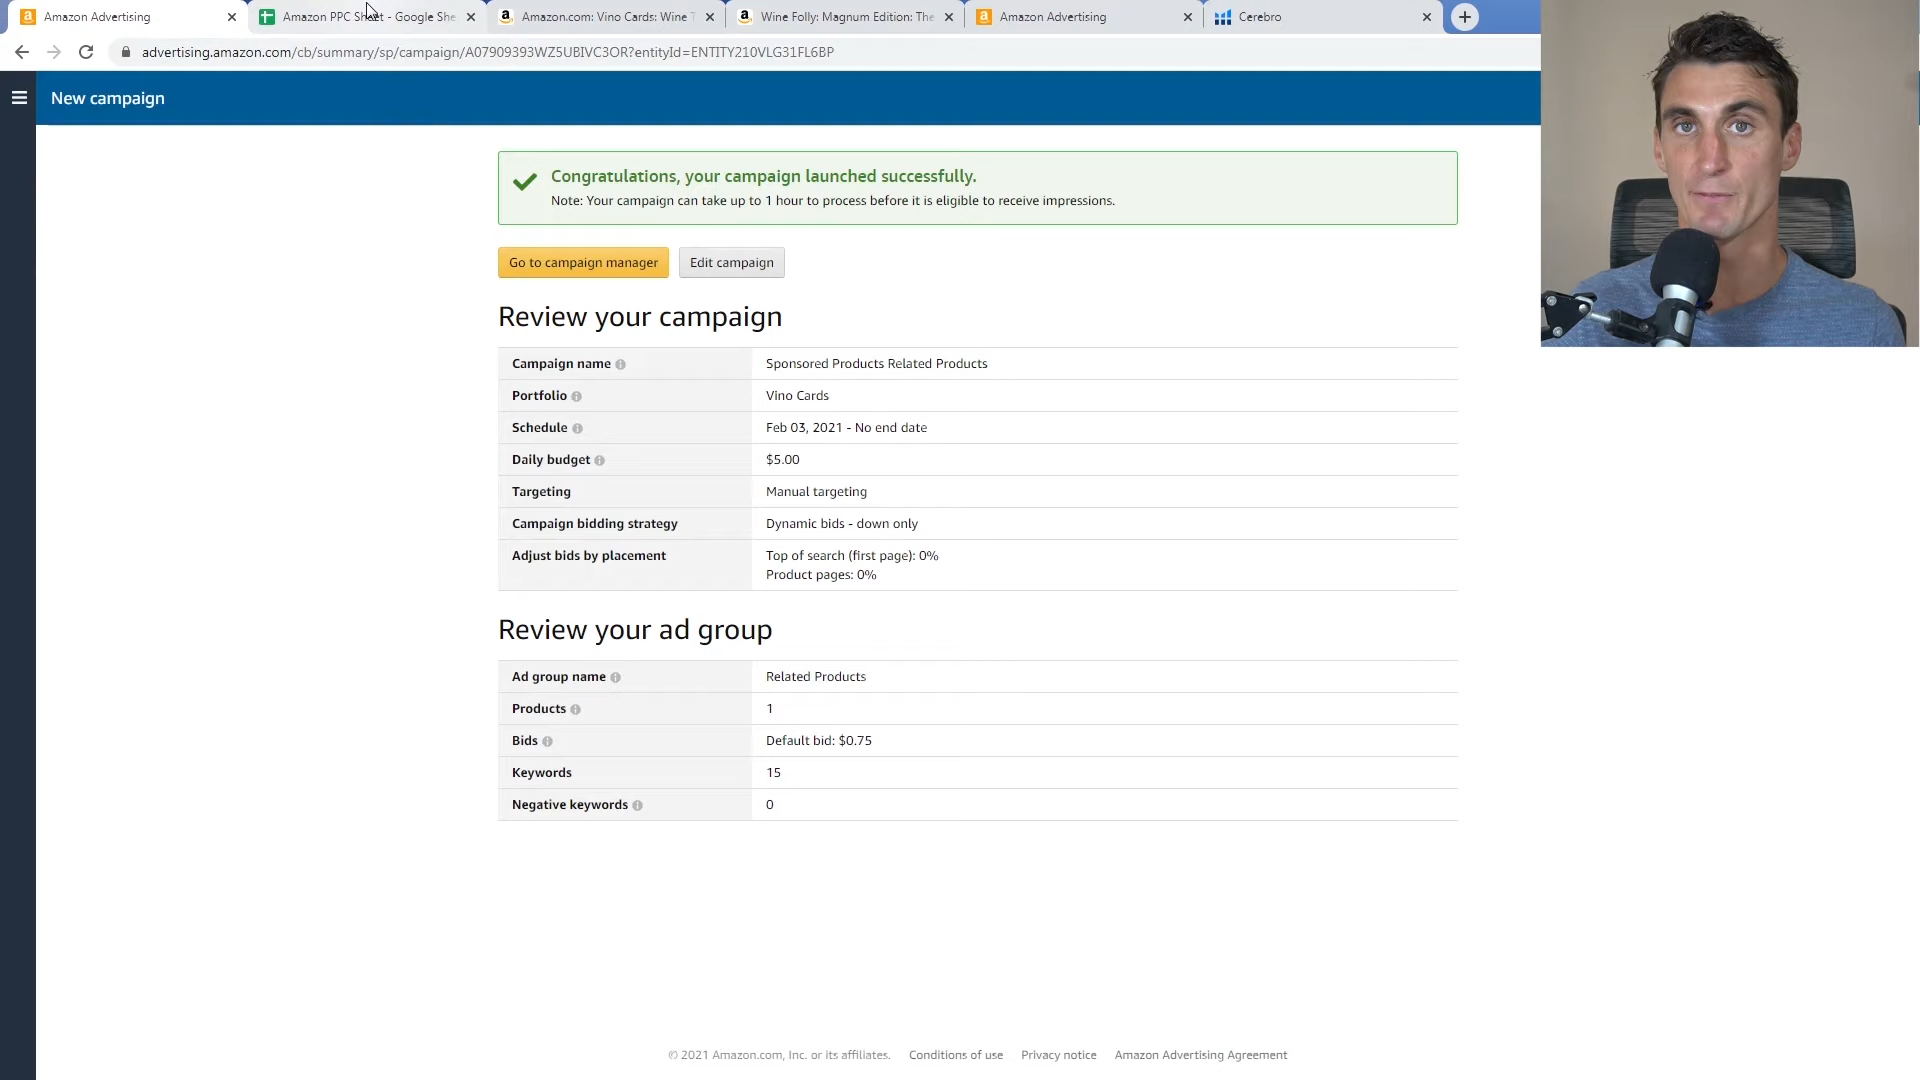 Amazon Advertising
Amazon PPC Sheet - Google She
Amazon.com: Vino Cards: Wine T
Wine Folly: Magnum Edition: The
Amazon Advertising
Cerebro
advertising.amazon.com/cb/summary/sp/campaign/A07909393WZ5UBIVC3OR?entityId=ENTITY210VLG31FL6BP
New campaign
Congratulations, your campaign launched successfully.
Note: Your campaign can take up to 1 hour to process before it is eligible to receive impressions.
Go to campaign manager
Edit campaign
Review your campaign
Campaign name Sponsored Products Related Products
Portfolio Vino Cards
Schedule Feb 03, 2021 - No end date
Daily budget $5.00
Targeting Manual targeting
Campaign bidding strategy Dynamic bids - down only
Adjust bids by placement Top of search (first page): 0%
Product pages: 0%
Review your ad group
Ad group name Related Products
Products 1
Bids Default bid: $0.75
Keywords 15
Negative keywords 0
© 2021 Amazon.com, Inc. or its affiliates. Conditions of use Privacy notice Amazon Advertising Agreement